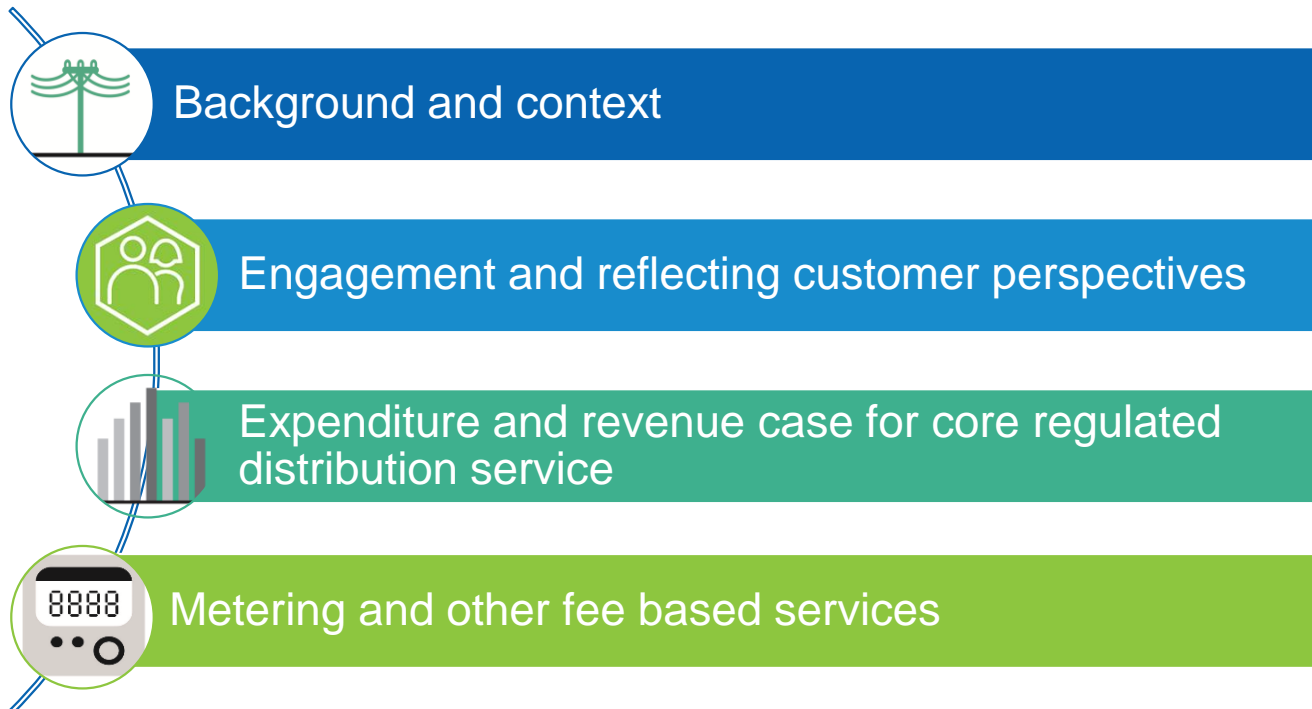 Background and context
Engagement and reflecting customer perspectives
Expenditure and revenue case for core regulated
distribution service
8888
Metering and other fee based services